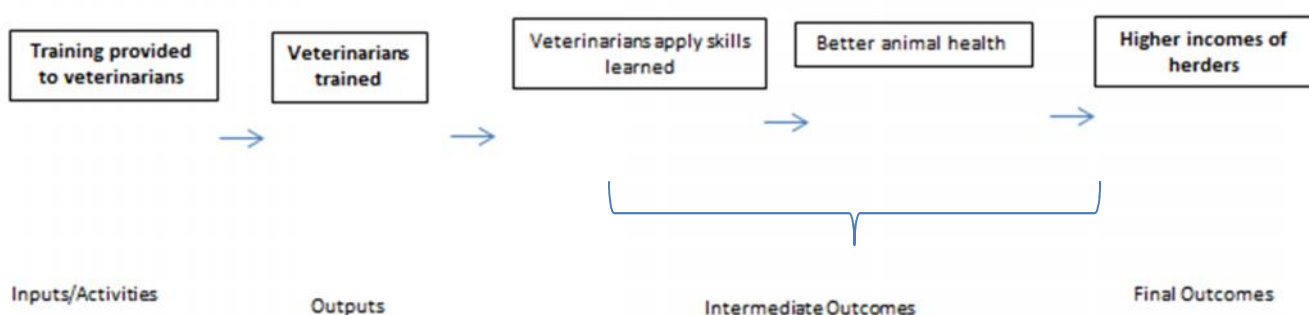 Training provided
to veterinarians
Veterinarians
trained
Veterinarians apply skills
learned
Better animal health
Higher incomes of
herders
Inputs/Activities
Outputs
Intermediate Outcomes
Final Outcomes